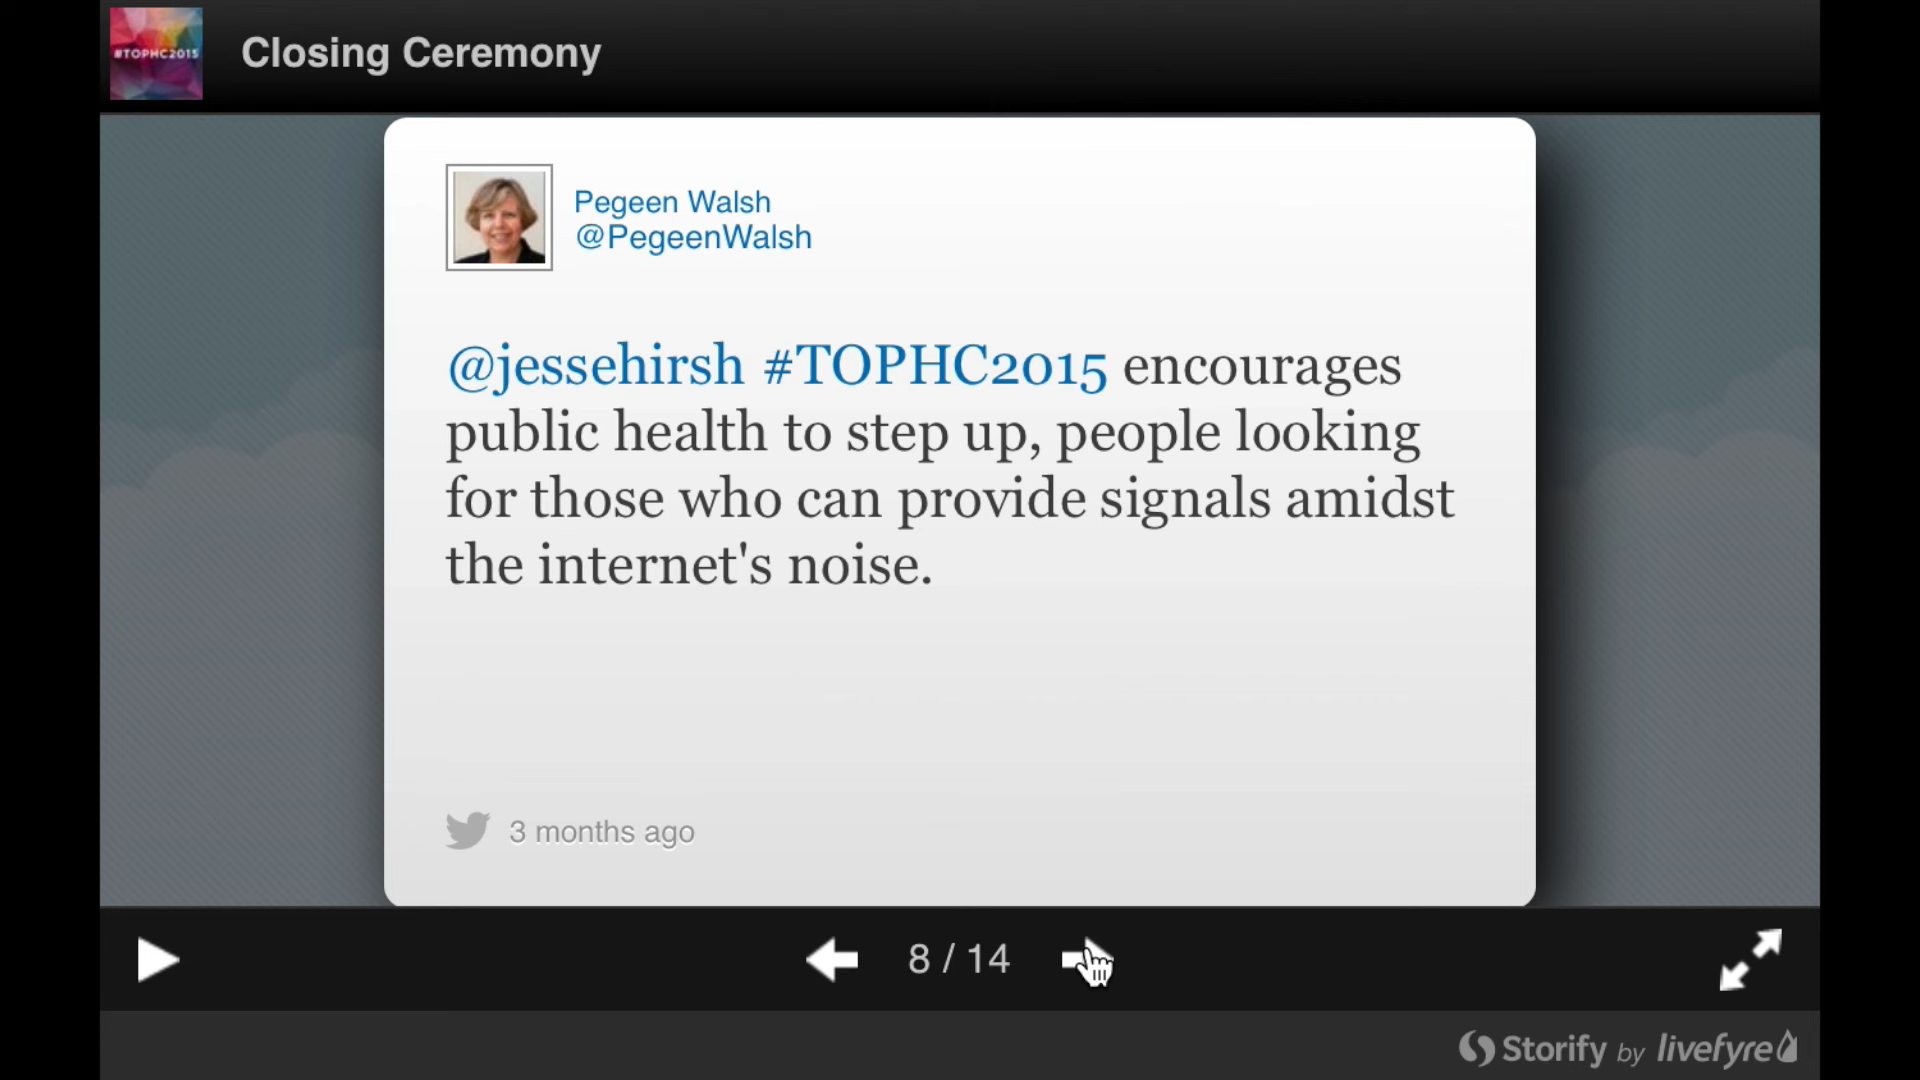 #TOPHC2015
Closing Ceremony
Pegeen Walsh
@PegeenWalsh
@jessehirsh #TOPHC2015 encourages
public health to step up, people looking
for those who can provide signals amidst
the internet's noise.
3 months ago
8 / 14
Storify by livefyre